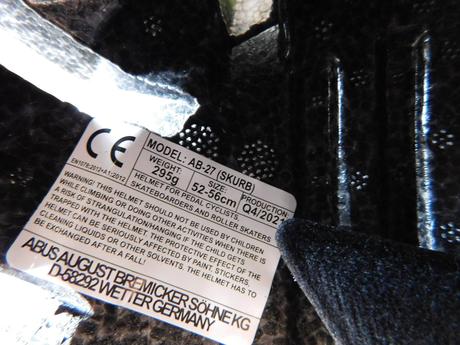 CE
EN1078:2012+A1:2012,
MODEL: AB-27 (SKURB)
WEIGHT: 295g
SIZE: 52-56cm
PRODUCTION
Q4/202
HELMET FOR PEDAL CYCLISTS,
SKATEBOARDERS AND ROLLER SKATERS
WARNING! THIS HELMET SHOULD NOT BE USED BY CHILDREN
WHILE CLIMBING OR DOING OTHER ACTIVITIES WHEN THERE IS
A RISK OF STRANGULATION/HANGING IF THE CHILD GETS
TRAPPED WITH THE HELMET. THE PROTECTIVE EFFECT OF THE
HELMET CAN BE SERIOUSLY AFFECTED BY PAINT, STICKERS,
CLEANING LIQUIDS OR OTHER SOLVENTS. THE HELMET HAS TO
BE EXCHANGED AFTER A FALL!
ABUS AUGUST BREMICKER SÖHNE KG
D-58292 WETTER GERMANY